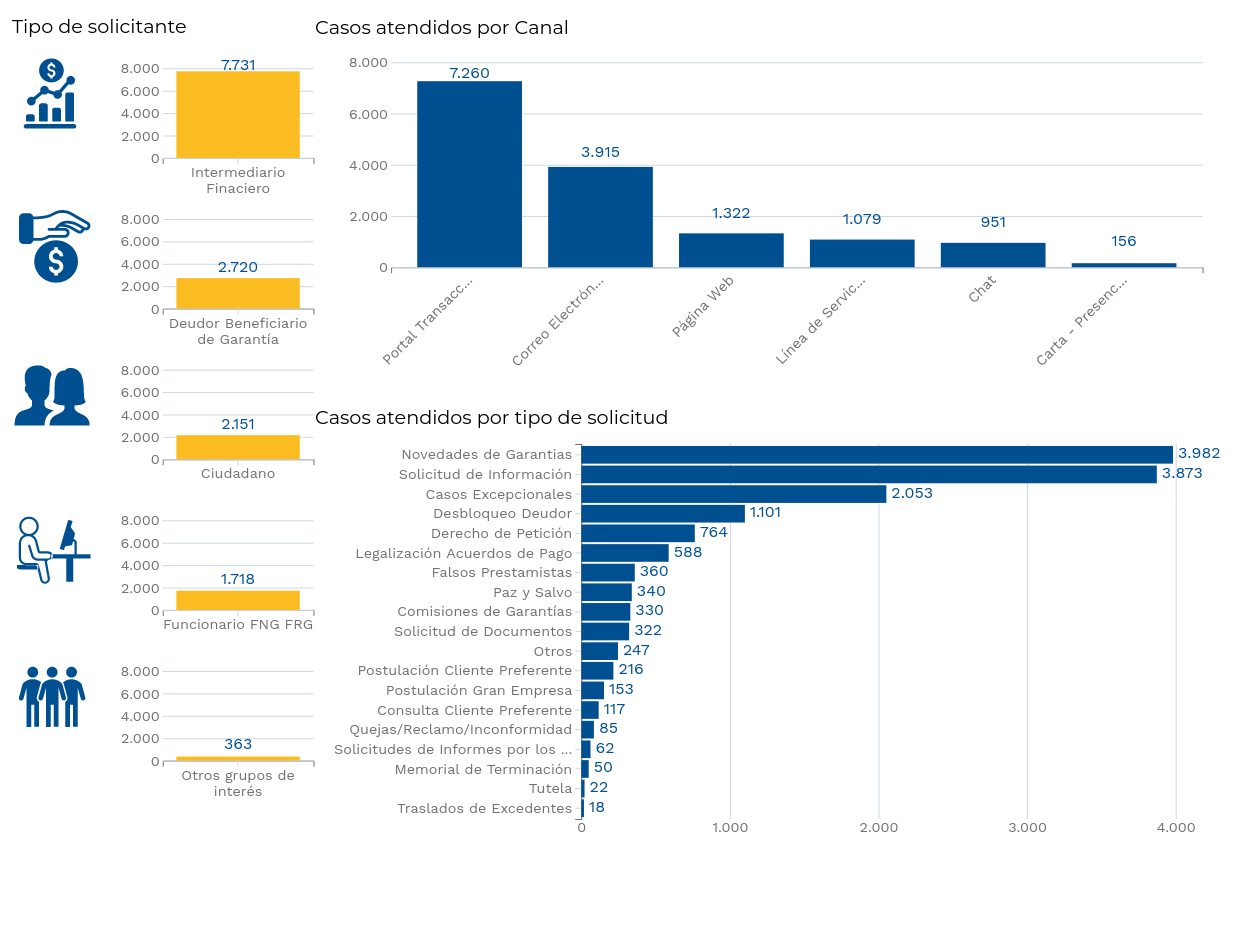 Tipo de solicitante
8.000
6.000
4.000
2.000
0
7.731
Intermediario
Finaciero
8.000
6.000
4.000
2.000
0
2.720
Deudor Beneficiario
de Garantía
8.000
6.000
4.000
2.000
0
2.151
Ciudadano
8.000
6.000
4.000
2.000
0
1.718
Funcionario FNG FRG
8.000
6.000
4.000
2.000
0
363
Otros grupos de
interés
Casos atendidos por Canal
8.000
6.000
4.000
2.000
0
7.260
3.915
1.322
1.079
951
156
Portal Transacc...
Correo Electrón...
Página Web
Línea de Servic...
Chat
Carta - Presenc...
Casos atendidos por tipo de solicitud
Novedades de Garantias 3.982
Solicitud de Información 3.873
Casos Excepcionales 2.053
Desbloqueo Deudor 1.101
Derecho de Petición 764
Legalización Acuerdos de Pago 588
Falsos Prestamistas 360
Paz y Salvo 340
Comisiones de Garantías 330
Solicitud de Documentos 322
Otros 247
Postulación Cliente Preferente 216
Postulación Gran Empresa 153
Consulta Cliente Preferente 117
Quejas/Reclamo/Inconformidad 85
Solicitudes de Informes por los ... 62
Memorial de Terminación 50
Tutela 22
Traslados de Excedentes 18
0 1.000 2.000 3.000 4.000